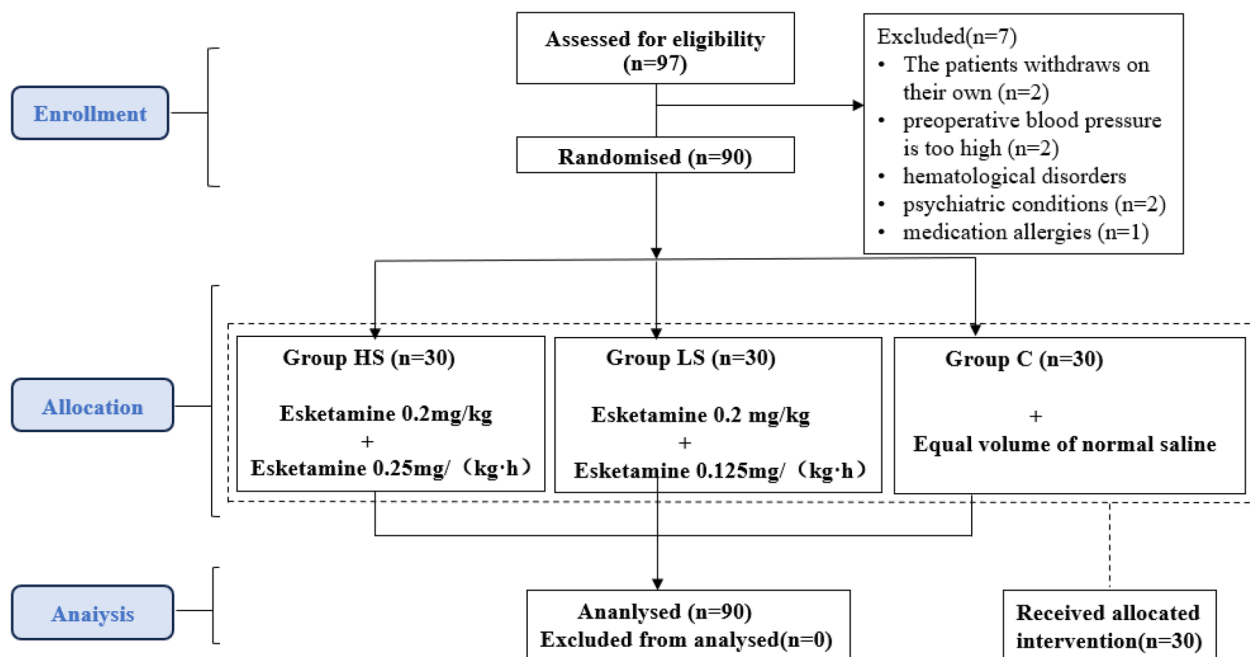 Enrollment
Assessed for eligibility
(n=97)
Excluded(n=7)
• The patients withdraws on
their own (n=2)
• preoperative blood pressure
is too high (n=2)
• hematological disorders
• psychiatric conditions (n=2)
• medication allergies (n=1)
Randomised (n=90)
Allocation
Group HS (n=30)
Esketamine 0.2mg/kg
+
Esketamine 0.25mg/（kg·h）
Group LS (n=30)
Esketamine 0.2 mg/kg
+
Esketamine 0.125mg/（kg·h）
Group C (n=30)
+
Equal volume of normal saline
Anaiysis
Ananlysed (n=90)
Excluded from analysed(n=0)
Received allocated
intervention(n=30)